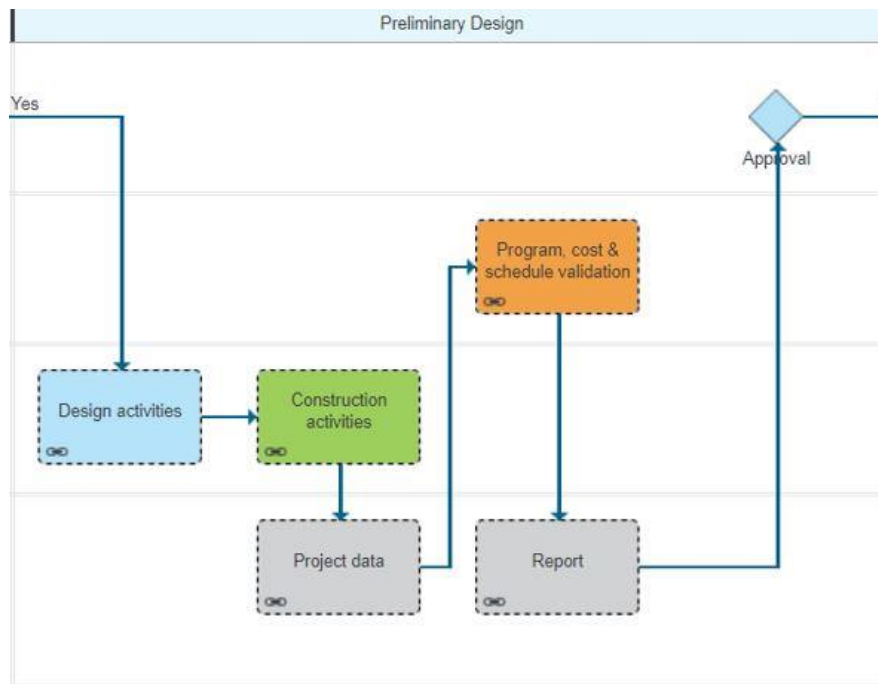 Preliminary Design
Yes
Approval
Program, cost &
schedule validation
Design activities
Construction
activities
Project data
Report